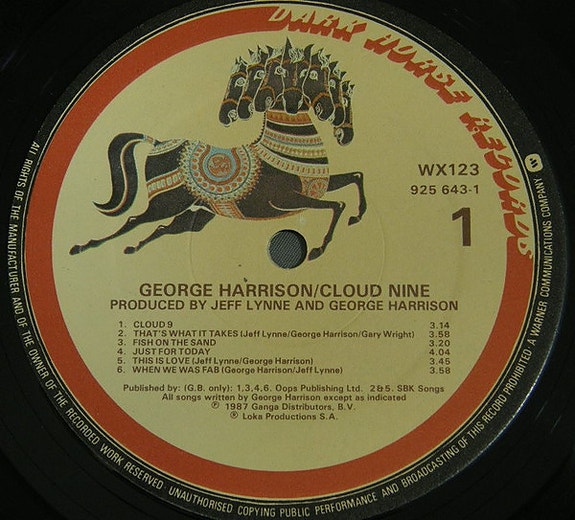 DARK HORSE RECORDS
WX123
925 643-1
1
GEORGE HARRISON/CLOUD NINE
PRODUCED BY JEFF LYNNE AND GEORGE HARRISON
1. CLOUD 9 3.14
2. THAT'S WHAT IT TAKES (Jeff Lynne/George Harrison/Gary Wright) 3.58
3. FISH ON THE SAND 3.20
4. JUST FOR TODAY 4.04
5. THIS IS LOVE (Jeff Lynne/George Harrison) 3.45
6. WHEN WE WAS FAB (George Harrison/Jeff Lynne) 3.58
Published by: (G.B. only): 1,3,4,6. Oops Publishing Ltd. 2&5. SBK Songs
All songs written by George Harrison except as indicated
℗ 1987 Ganga Distributors, B.V.
® Loka Productions S.A.
ALL RIGHTS OF THE MANUFACTURER AND OF THE OWNER OF THE RECORDED WORK RESERVED · UNAUTHORISED COPYING PUBLIC PERFORMANCE AND BROADCASTING OF THIS RECORD PROHIBITED A WARNER COMMUNICATIONS COMPANY